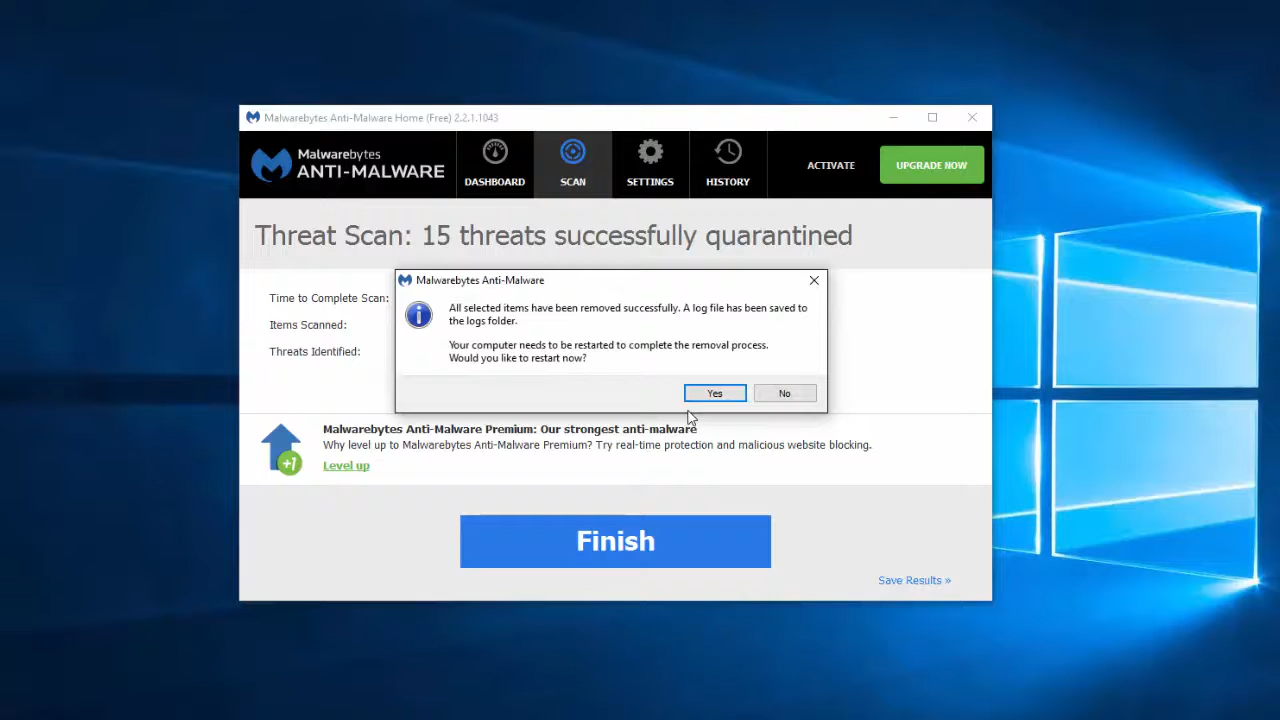 Malwarebytes Anti-Malware Home (Free) 2.2.1.1043
Malwarebytes
ANTI-MALWARE
DASHBOARD
SCAN
SETTINGS
HISTORY
ACTIVATE
UPGRADE NOW
Threat Scan: 15 threats successfully quarantined
Time to Complete Scan:
Items Scanned:
Threats Identified:
Malwarebytes Anti-Malware
All selected items have been removed successfully. A log file has been saved to
the logs folder.
Your computer needs to be restarted to complete the removal process.
Would you like to restart now?
Yes
No
Malwarebytes Anti-Malware Premium: Our strongest anti-malware
Why level up to Malwarebytes Anti-Malware Premium? Try real-time protection and malicious website blocking.
+1
Level up
Finish
Save Results »